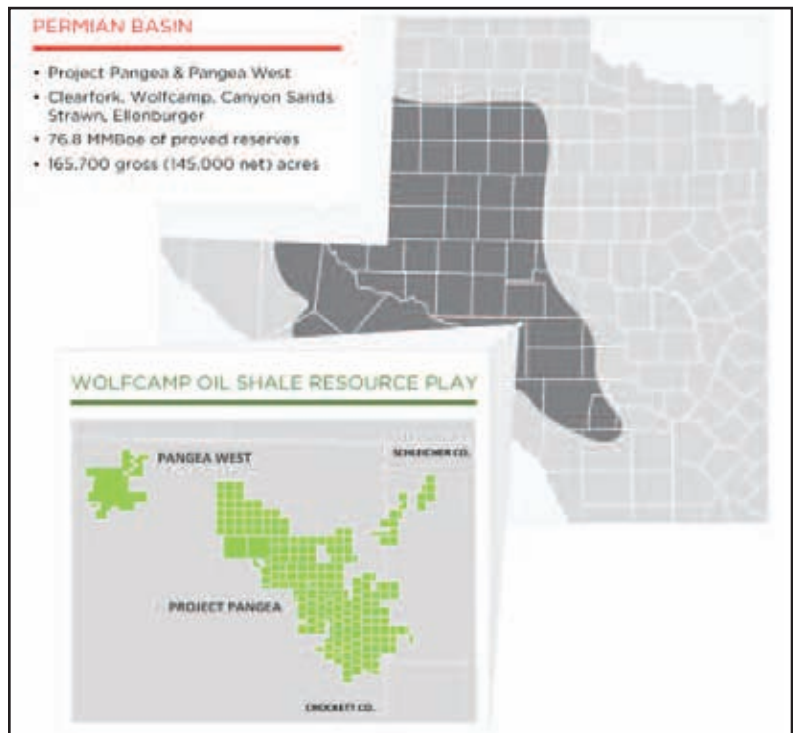 PERMIAN BASIN
• Project Pangea & Pangea West
• Clearfork, Wolfcamp, Canyon Sands
Strawn, Ellenburger
• 76.8 MMBoe of proved reserves
• 165,700 gross (145,000 net) acres
WOLFCAMP OIL SHALE RESOURCE PLAY
PANGEA WEST
SCHLEICHER CO.
PROJECT PANGEA
CROCKETT CO.